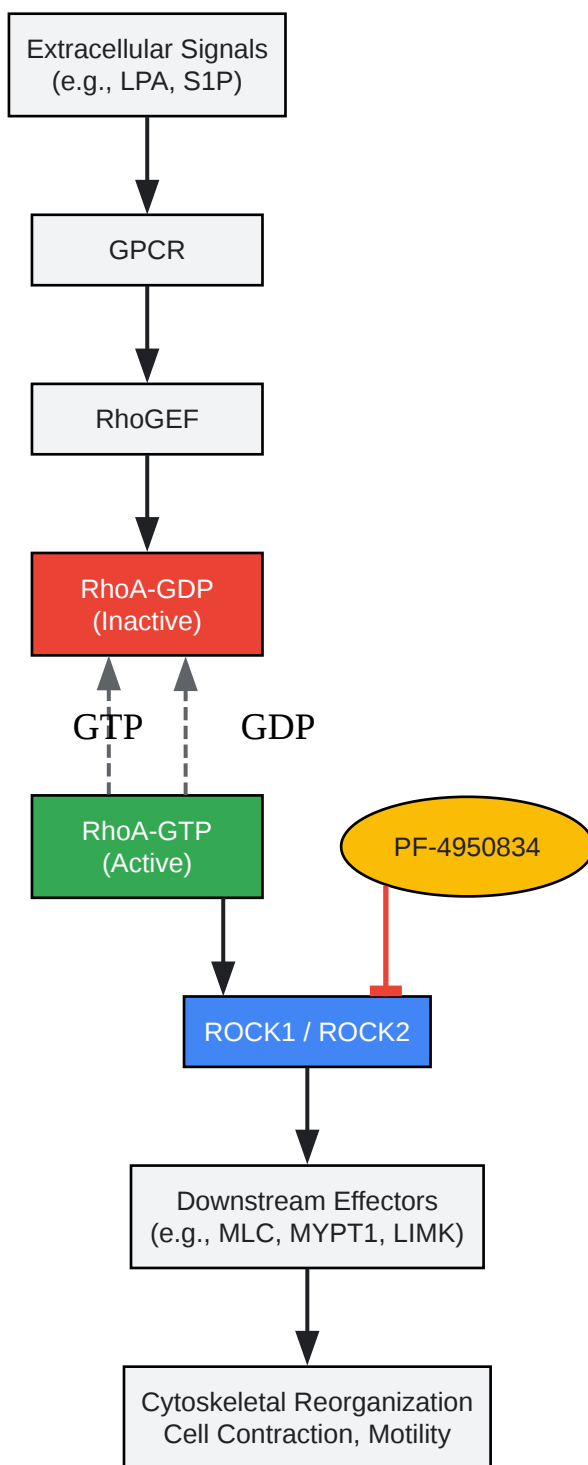 Extracellular Signals
(e.g., LPA, S1P)
GPCR
RhoGEF
RhoA-GDP
(Inactive)
GTP
GDP
RhoA-GTP
(Active)
PF-4950834
ROCK1 / ROCK2
Downstream Effectors
(e.g., MLC, MYPT1, LIMK)
Cytoskeletal Reorganization
Cell Contraction, Motility